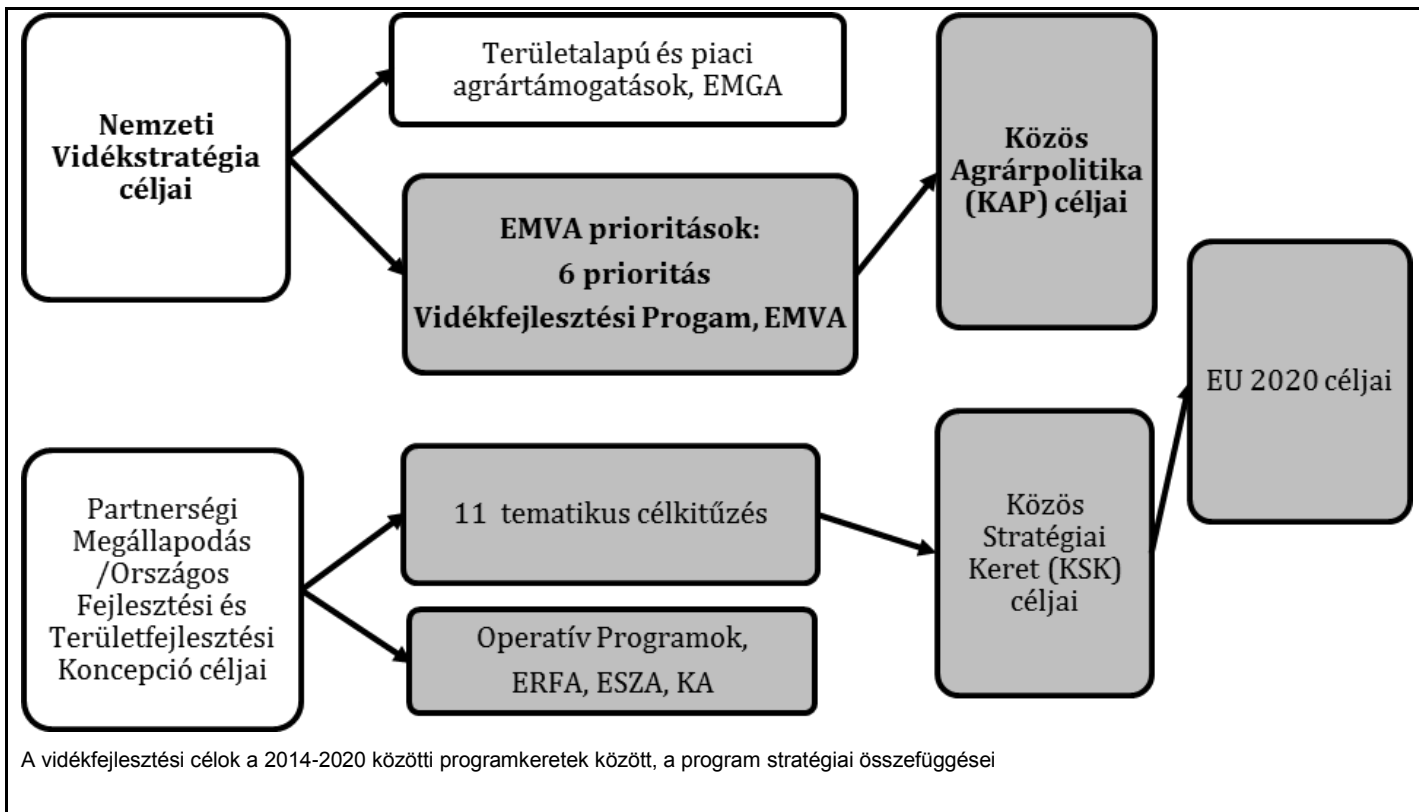 Nemzeti
Vidékstratégia
céljai
Területalapú és piaci
agrártámogatások, EMGA
EMVA prioritások:
6 prioritás
Vidékfejlesztési Progam, EMVA
Közös
Agrárpolitika
(KAP) céljai
EU 2020 céljai
Partnerségi
Megállapodás
/Országos
Fejlesztési és
Területfejlesztési
Koncepció céljai
11 tematikus célkitűzés
Operatív Programok,
ERFA, ESZA, KA
Közös
Stratégiai
Keret (KSK)
céljai
A vidékfejlesztési célok a 2014-2020 közötti programkeretek között, a program stratégiai összefüggései